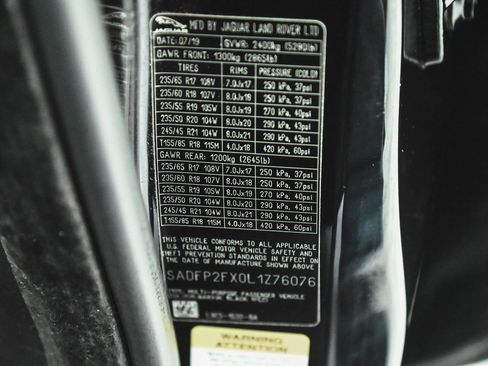 JAGUAR
MFD BY JAGUAR LAND ROVER LTD
DATE:07/19 GVWR: 2400kg (5290lb)
GAWR FRONT: 1300kg (2865lb)
TIRES RIMS PRESSURE (COLD)
235/65 R17 108V 7.0Jx17 250 kPa, 37psi
235/60 R18 107V 8.0Jx18 250 kPa, 37psi
235/55 R19 105W 8.0Jx19 270 kPa, 40psi
235/50 R20 104W 8.0Jx20 290 kPa, 43psi
245/45 R21 104W 8.0Jx21 290 kPa, 43psi
T155/85 R18 115M 4.0Jx18 420 kPa, 60psi
GAWR REAR: 1200kg (2645lb)
235/65 R17 108V 7.0Jx17 250 kPa, 37psi
235/60 R18 107V 8.0Jx18 250 kPa, 37psi
235/55 R19 105W 8.0Jx19 270 kPa, 40psi
235/50 R20 104W 8.0Jx20 290 kPa, 43psi
245/45 R21 104W 8.0Jx21 290 kPa, 43psi
T155/85 R18 115M 4.0Jx18 420 kPa, 60psi
THIS VEHICLE CONFORMS TO ALL APPLICABLE
U.S. FEDERAL MOTOR VEHICLE SAFETY AND
THEFT PREVENTION STANDARDS IN EFFECT ON THE
DATE OF MANUFACTURE SHOWN ABOVE
SADFP2FX0L1Z76076
TYPE: MULTI-PURPOSE PASSENGER VEHICLE
WARNING
ATTENTION